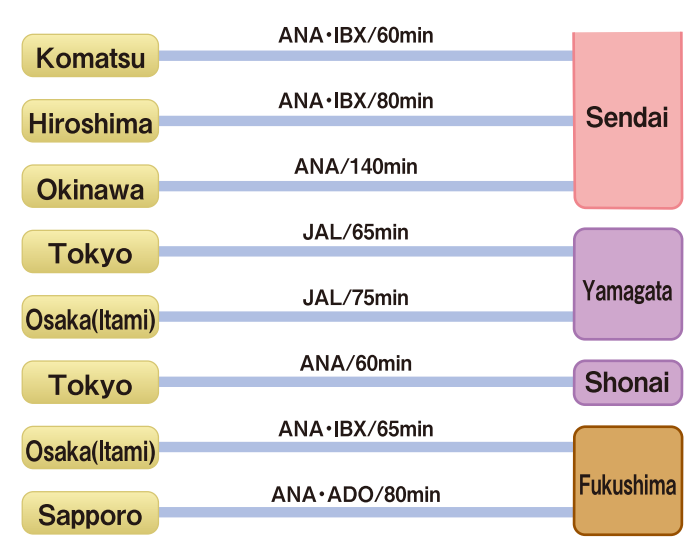 ANA・IBX/60min
Komatsu
ANA・IBX/80min
Hiroshima
Sendai
ANA/140min
Okinawa
JAL/65min
Tokyo
Yamagata
JAL/75min
Osaka(Itami)
ANA/60min
Tokyo
Shonai
ANA・IBX/65min
Osaka(Itami)
Fukushima
ANA・ADO/80min
Sapporo